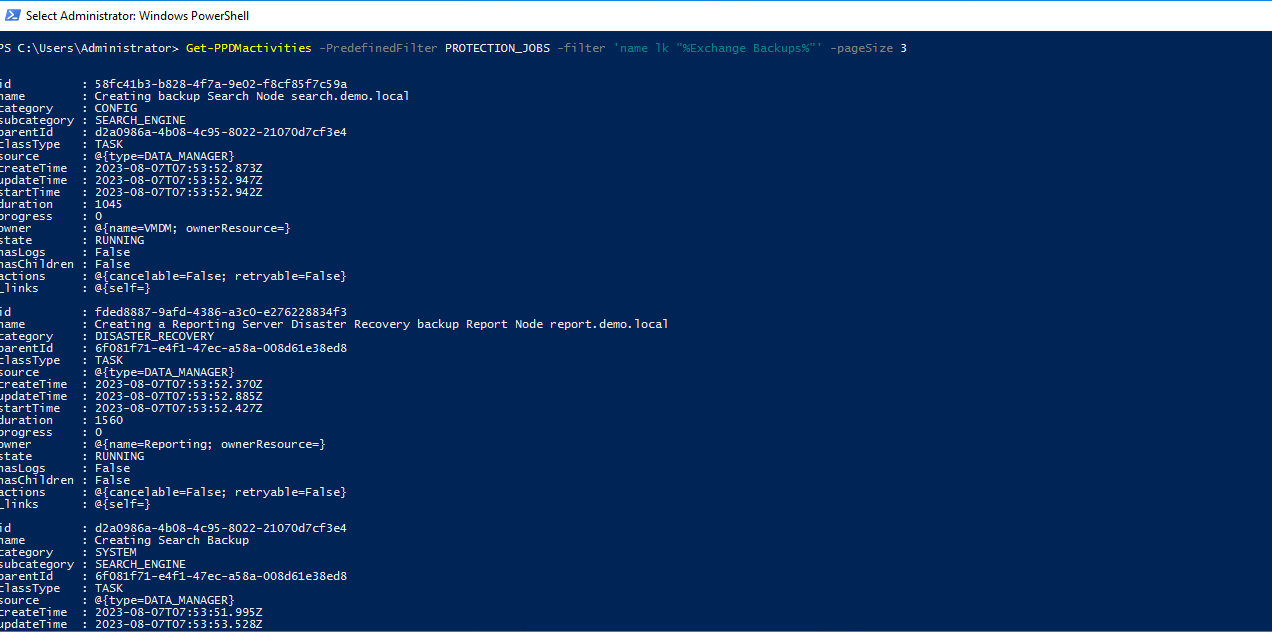 Select Administrator: Windows PowerShell
PS C:\Users\Administrator> Get-PPDMactivities -PredefinedFilter PROTECTION_JOBS -filter 'name lk "%Exchange Backups%"' -pageSize 3
id : 58fc41b3-b828-4f7a-9e02-f8cf85f7c59a
name : Creating backup Search Node search.demo.local
category : CONFIG
subcategory : SEARCH_ENGINE
parentId : d2a0986a-4b08-4c95-8022-21070d7cf3e4
classType : TASK
source : @{type=DATA_MANAGER}
createTime : 2023-08-07T07:53:52.873Z
updateTime : 2023-08-07T07:53:52.947Z
startTime : 2023-08-07T07:53:52.942Z
duration : 1045
progress : 0
owner : @{name=VMDM; ownerResource=}
state : RUNNING
hasLogs : False
hasChildren : False
actions : @{cancelable=False; retryable=False}
_links : @{self=}
id : fded8887-9afd-4386-a3c0-e276228834f3
name : Creating a Reporting Server Disaster Recovery backup Report Node report.demo.local
category : DISASTER_RECOVERY
parentId : 6f081f71-e4f1-47ec-a58a-008d61e38ed8
classType : TASK
source : @{type=DATA_MANAGER}
createTime : 2023-08-07T07:53:52.370Z
updateTime : 2023-08-07T07:53:52.885Z
startTime : 2023-08-07T07:53:52.427Z
duration : 1560
progress : 0
owner : @{name=Reporting; ownerResource=}
state : RUNNING
hasLogs : False
hasChildren : False
actions : @{cancelable=False; retryable=False}
_links : @{self=}
id : d2a0986a-4b08-4c95-8022-21070d7cf3e4
name : Creating Search Backup
category : SYSTEM
subcategory : SEARCH_ENGINE
parentId : 6f081f71-e4f1-47ec-a58a-008d61e38ed8
classType : TASK
source : @{type=DATA_MANAGER}
createTime : 2023-08-07T07:53:51.995Z
updateTime : 2023-08-07T07:53:53.528Z